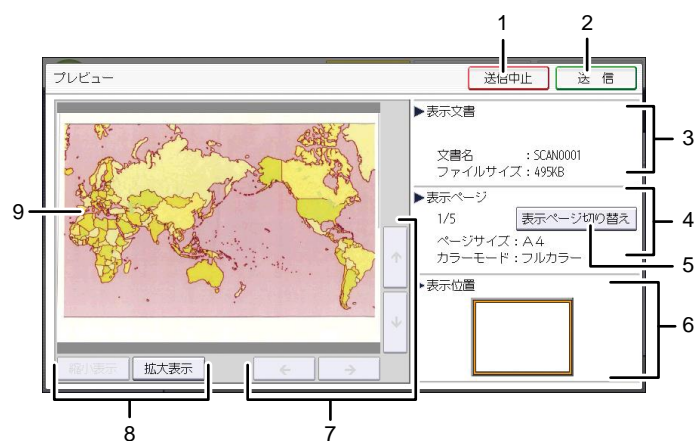 1
2
プレビュー
送信中止
送 信
▶表示文書
文書名 : SCAN0001
ファイルサイズ : 495KB
3
▶表示ページ
1/5
表示ページ切り替え
ページサイズ : A4
カラーモード : フルカラー
4
5
▶表示位置
6
9
↑
↓
縮小表示
拡大表示
←
→
8
7